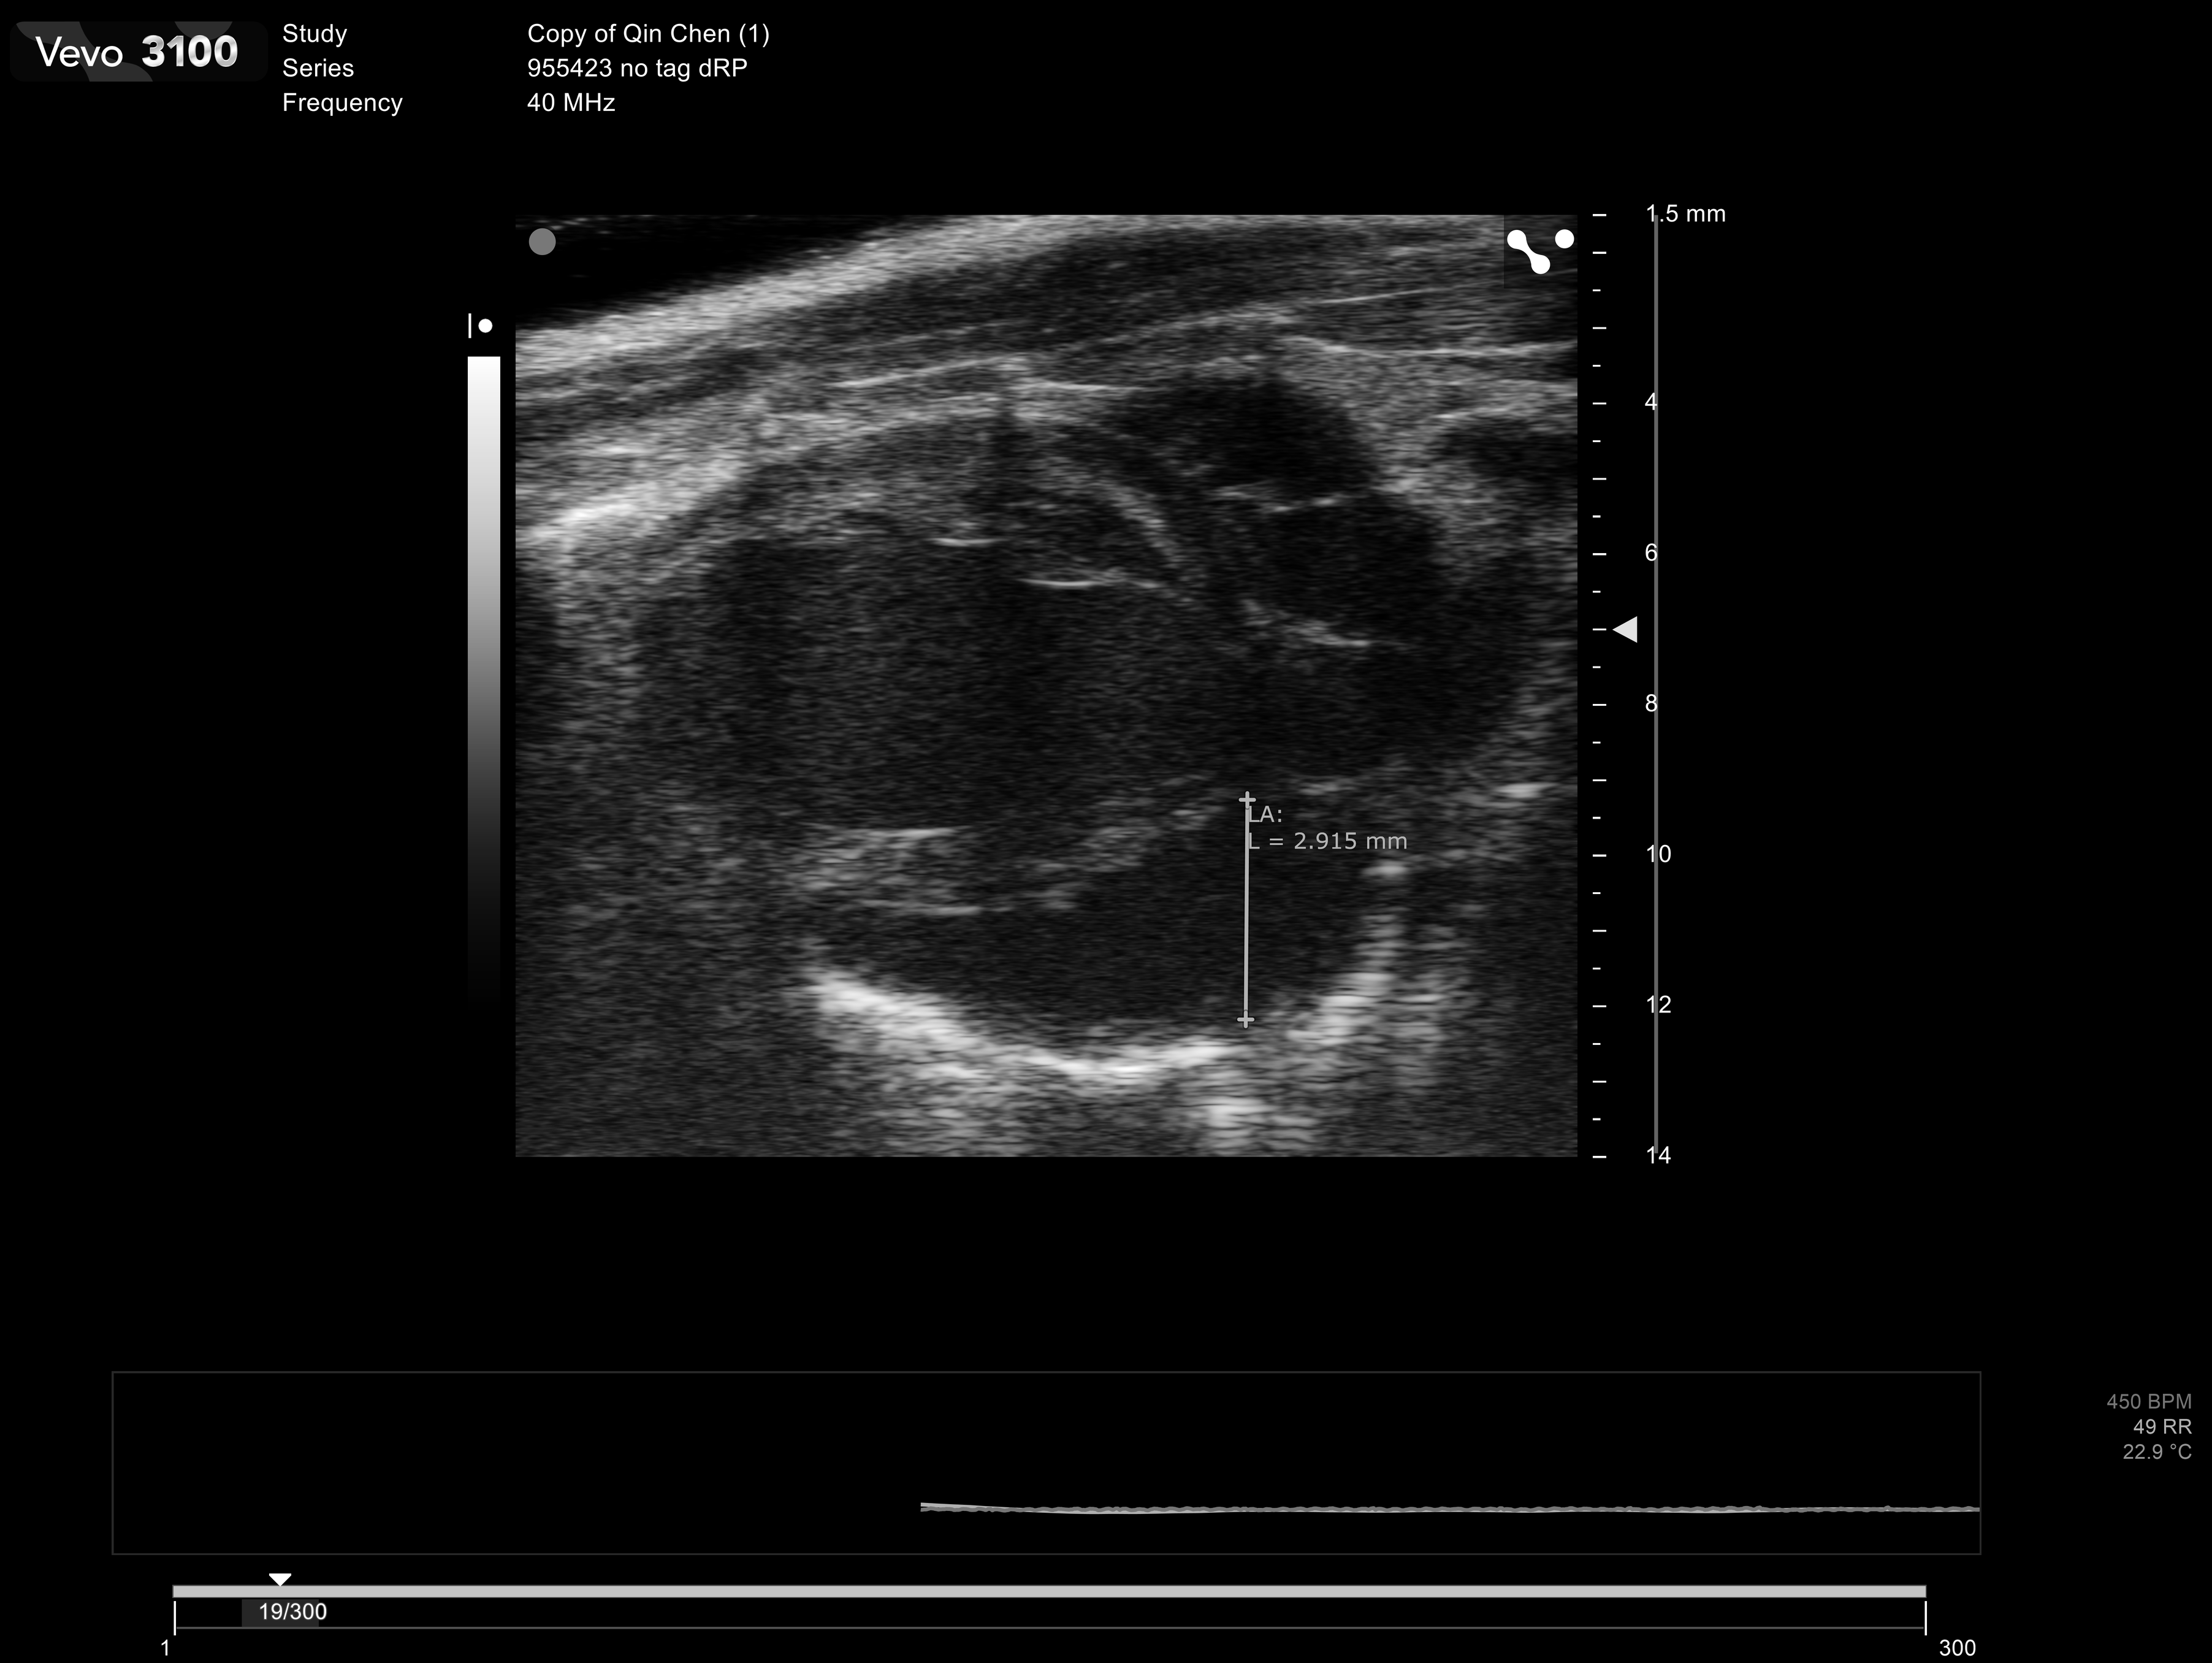 Vevo 3100
Study Copy of Qin Chen (1)
Series 955423 no tag dRP
Frequency 40 MHz
1.5 mm
4
6
8
LA:
L = 2.915 mm
10
12
14
450 BPM
49 RR
22.9 °C
19/300
1
300